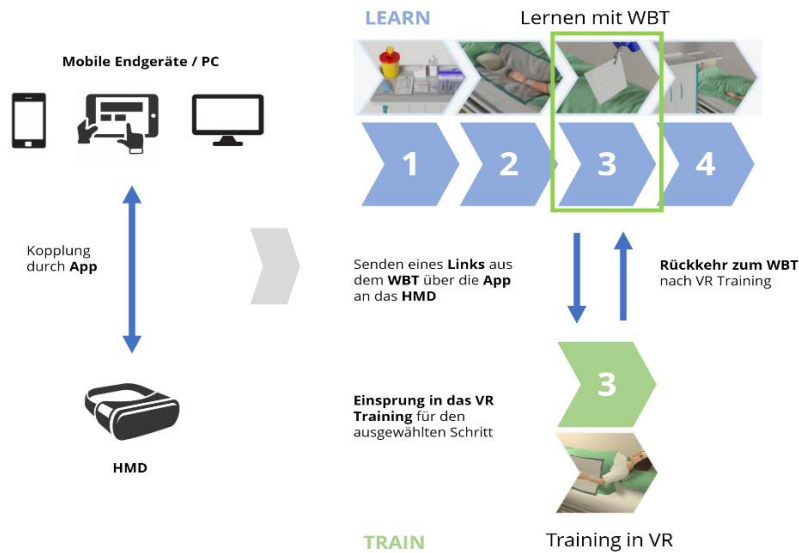 LEARN
Lernen mit WBT
Mobile Endgeräte / PC
1
2
3
4
Kopplung
durch App
Senden eines Links aus
dem WBT über die App
an das HMD
Rückkehr zum WBT
nach VR Training
3
Einsprung in das VR
Training für den
ausgewählten Schritt
HMD
TRAIN
Training in VR